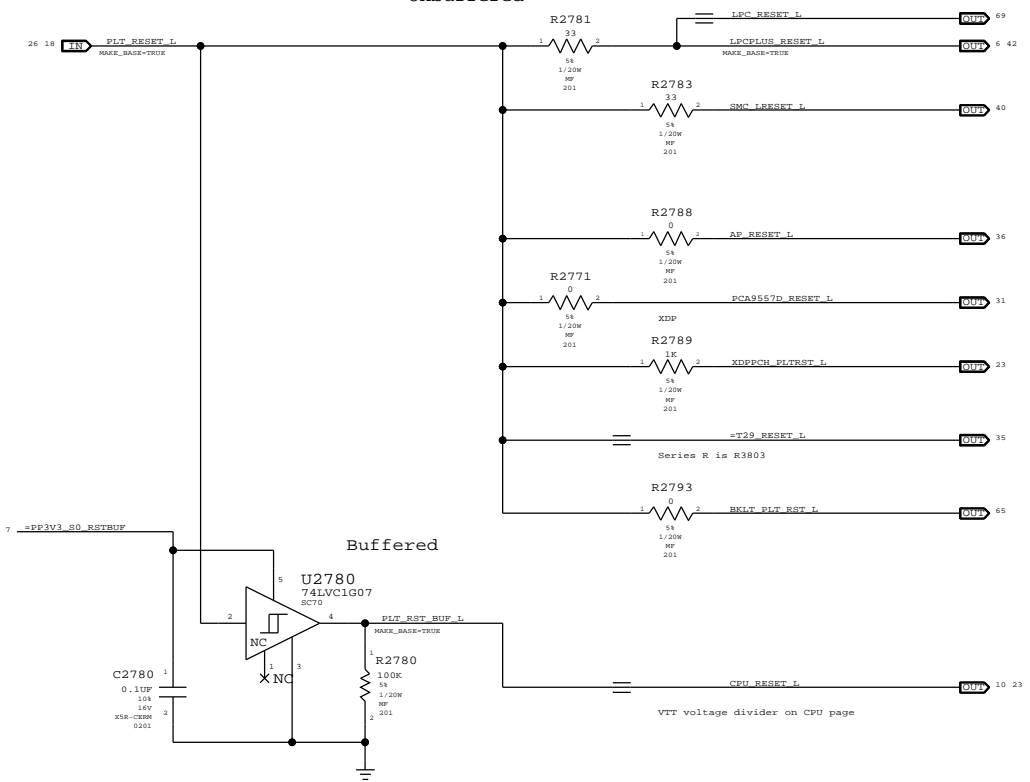 LPC_RESET_L
OUT 69
R2781
33
1 2
5%
1/20W
MF
201
26 18 IN PLT_RESET_L
MAKE_BASE=TRUE
LPCPLUS_RESET_L
MAKE_BASE=TRUE
OUT 6 42
R2783
33
1 2
5%
1/20W
MF
201
SMC_LRESET_L
OUT 40
R2788
0
1 2
5%
1/20W
MF
201
AP_RESET_L
OUT 36
R2771
0
1 2
5%
1/20W
MF
201
PCA9557D_RESET_L
OUT 31
XDP
R2789
1K
1 2
5%
1/20W
MF
201
XDPPCH_PLTRST_L
OUT 23
=T29_RESET_L
OUT 35
Series R is R3803
R2793
0
1 2
5%
1/20W
MF
201
BKLT_PLT_RST_L
OUT 65
7 =PP3V3_S0_RSTBUF
Buffered
5
U2780
74LVC1G07
SC70
2
4
NC
1
3
NC
PLT_RST_BUF_L
MAKE_BASE=TRUE
1
R2780
100K
5%
1/20W
MF
201
2
C2780
1
0.1UF
10%
16V
2
X5R-CERM
0201
CPU_RESET_L
OUT 10 23
VTT voltage divider on CPU page